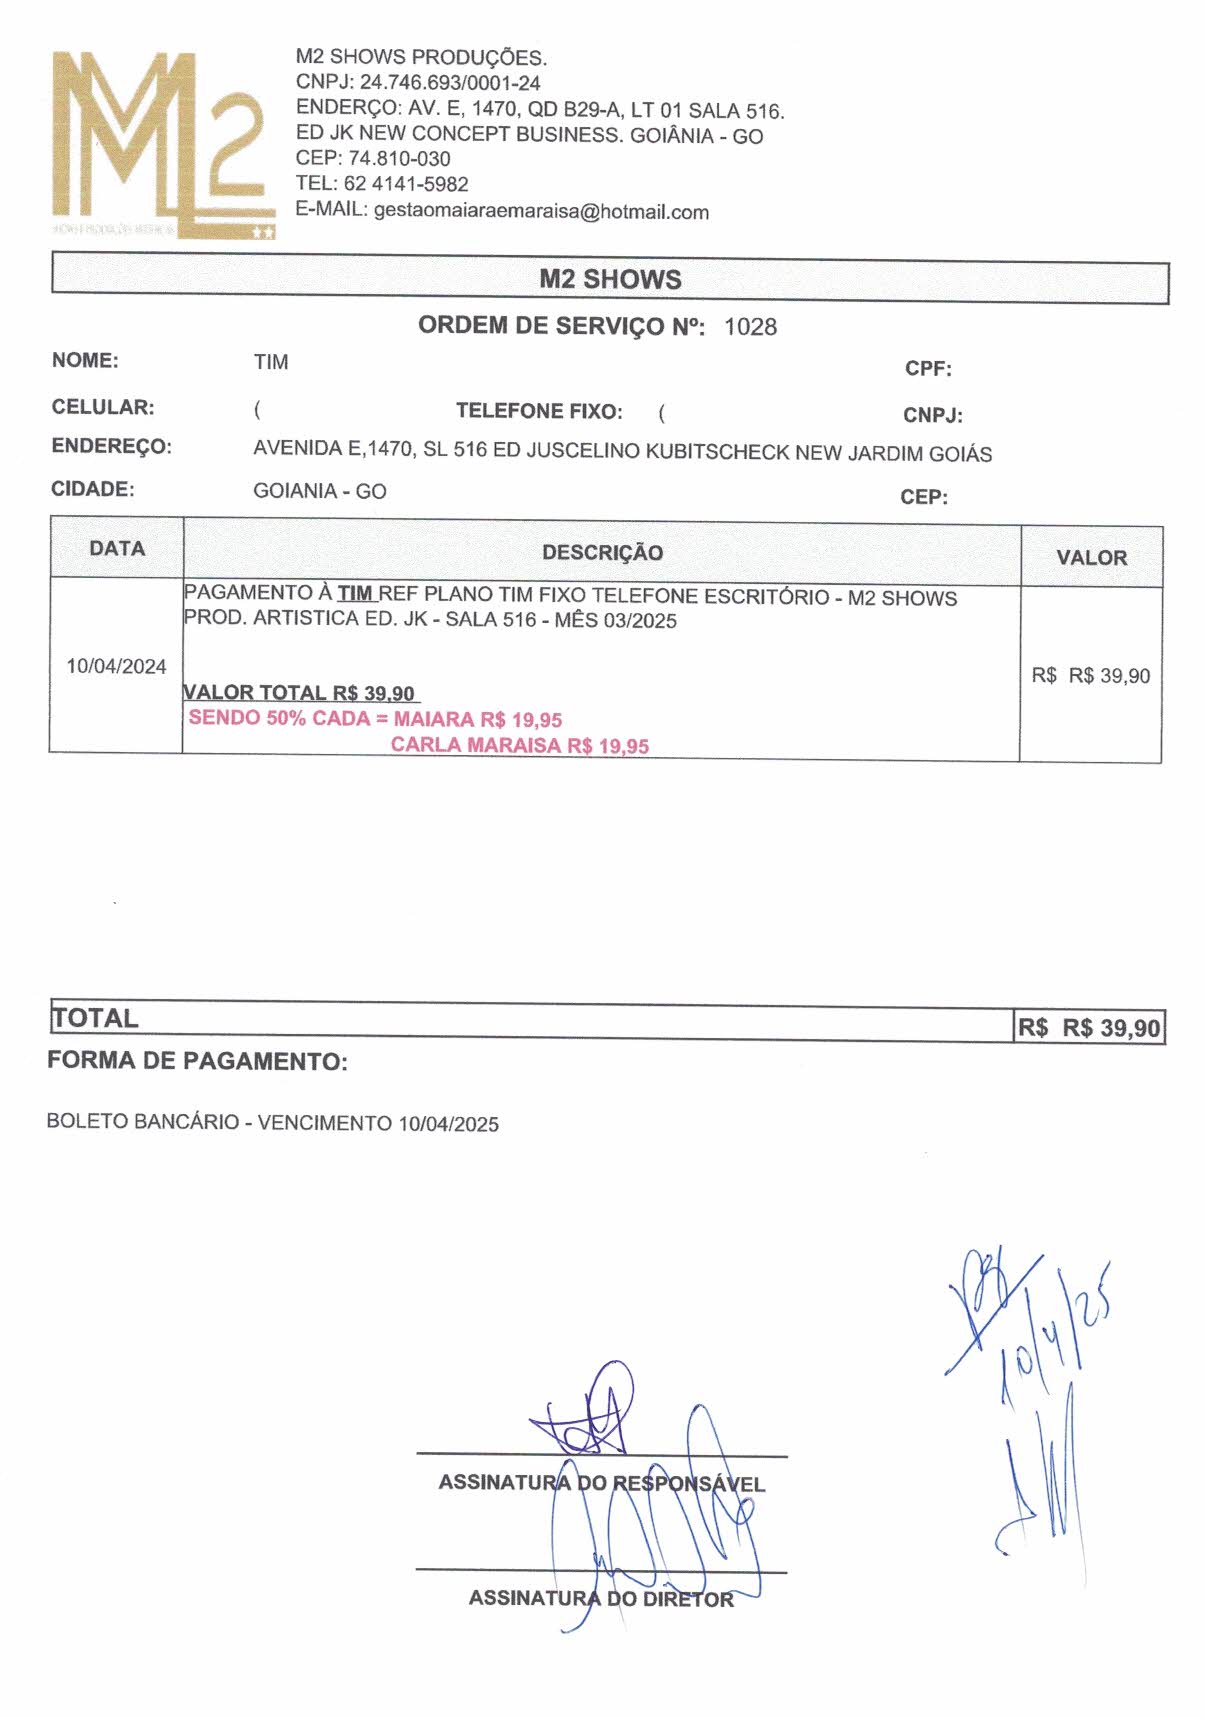 M2
M2 SHOWS PRODUÇÕES.
CNPJ: 24.746.693/0001-24
ENDERÇO: AV. E, 1470, QD B29-A, LT 01 SALA 516.
ED JK NEW CONCEPT BUSINESS. GOIÂNIA - GO
CEP: 74.810-030
TEL: 62 4141-5982
E-MAIL: gestaomaiaraemaraisa@hotmail.com
M2 SHOWS
ORDEM DE SERVIÇO Nº: 1028
NOME: TIM CPF:
CELULAR: ( TELEFONE FIXO: ( CNPJ:
ENDEREÇO: AVENIDA E,1470, SL 516 ED JUSCELINO KUBITSCHECK NEW JARDIM GOIÁS
CIDADE: GOIANIA - GO CEP:
DATA DESCRIÇÃO VALOR
PAGAMENTO À TIM REF PLANO TIM FIXO TELEFONE ESCRITÓRIO - M2 SHOWS
PROD. ARTISTICA ED. JK - SALA 516 - MÊS 03/2025
10/04/2024 R$ R$ 39,90
VALOR TOTAL R$ 39,90
SENDO 50% CADA = MAIARA R$ 19,95
CARLA MARAISA R$ 19,95
TOTAL R$ R$ 39,90
FORMA DE PAGAMENTO:
BOLETO BANCÁRIO - VENCIMENTO 10/04/2025
10/4/25
ASSINATURA DO RESPONSÁVEL
ASSINATURA DO DIRETOR